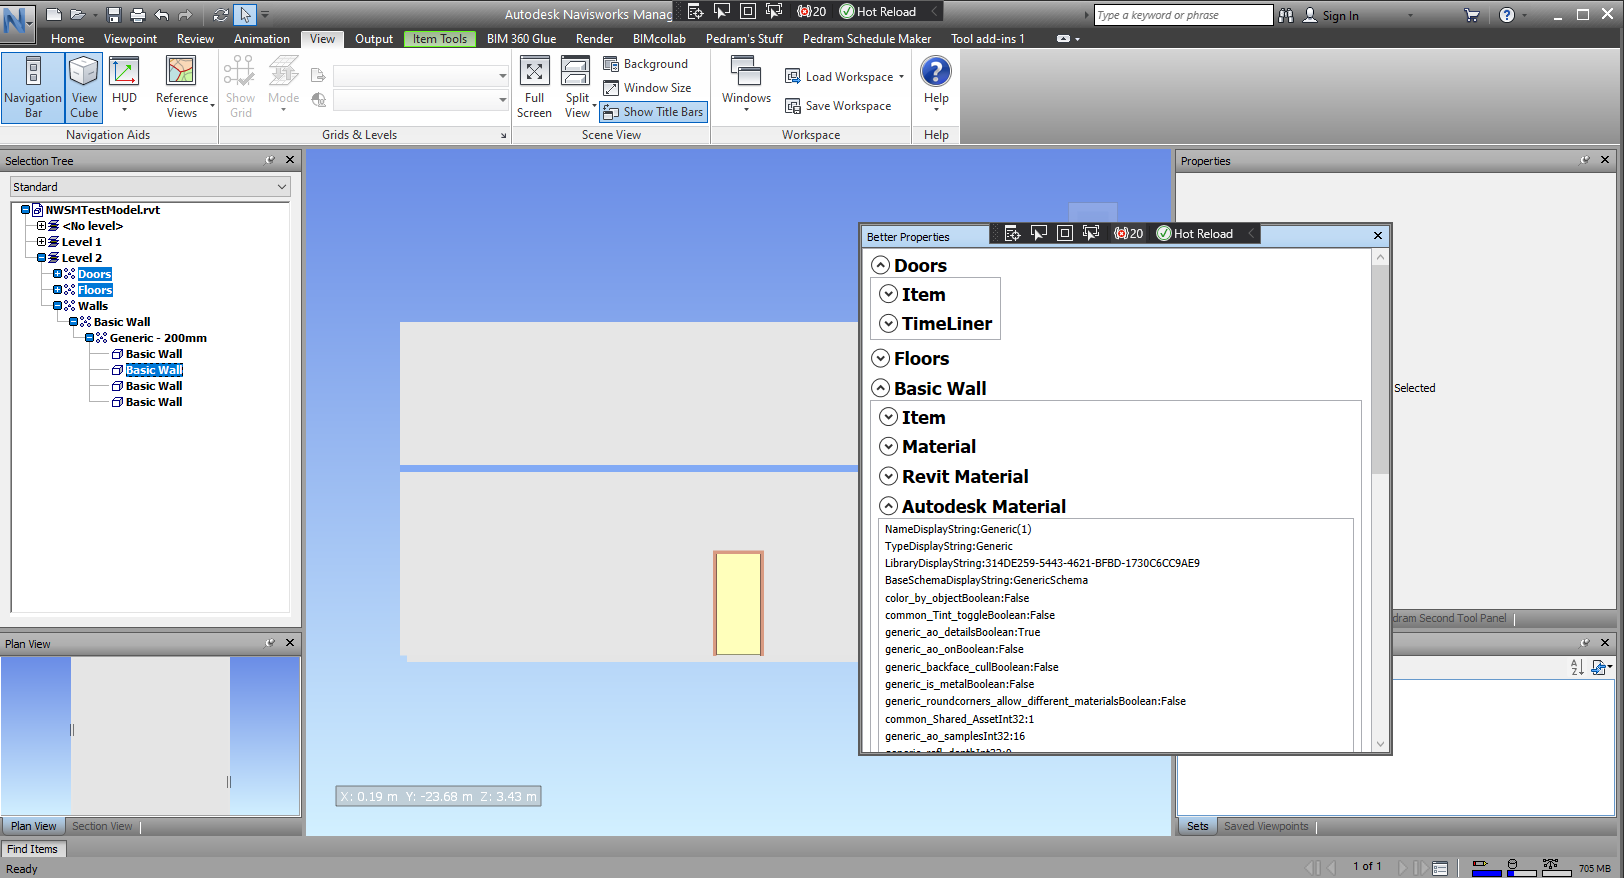 Autodesk Navisworks Manag
20
Hot Reload
Type a keyword or phrase
Sign In
Home
Viewpoint
Review
Animation
View
Output
Item Tools
BIM 360 Glue
Render
BIMcollab
Pedram's Stuff
Pedram Schedule Maker
Tool add-ins 1
Navigation Bar
View Cube
HUD
Reference Views
Show Grid
Mode
Full Screen
Split View
Background
Window Size
Show Title Bars
Windows
Load Workspace
Save Workspace
Help
Navigation Aids
Grids & Levels
Scene View
Workspace
Help
Selection Tree
Standard
NWSMTestModel.rvt
<No level>
Level 1
Level 2
Doors
Floors
Walls
Basic Wall
Generic - 200mm
Basic Wall
Basic Wall
Basic Wall
Basic Wall
Plan View
Plan View
Section View
Find Items
Ready
X: 0.19 m Y: -23.68 m Z: 3.43 m
Properties
Selected
Better Properties
20
Hot Reload
Doors
Item
TimeLiner
Floors
Basic Wall
Item
Material
Revit Material
Autodesk Material
NameDisplayString:Generic(1)
TypeDisplayString:Generic
LibraryDisplayString:314DE259-5443-4621-BFBD-1730C6CC9AE9
BaseSchemaDisplayString:GenericSchema
color_by_objectBoolean:False
common_Tint_toggleBoolean:False
generic_ao_detailsBoolean:True
generic_ao_onBoolean:False
generic_backface_cullBoolean:False
generic_is_metalBoolean:False
generic_roundcorners_allow_different_materialsBoolean:False
common_Shared_AssetInt32:1
generic_ao_samplesInt32:16
dram Second Tool Panel
Sets
Saved Viewpoints
1 of 1
705 MB